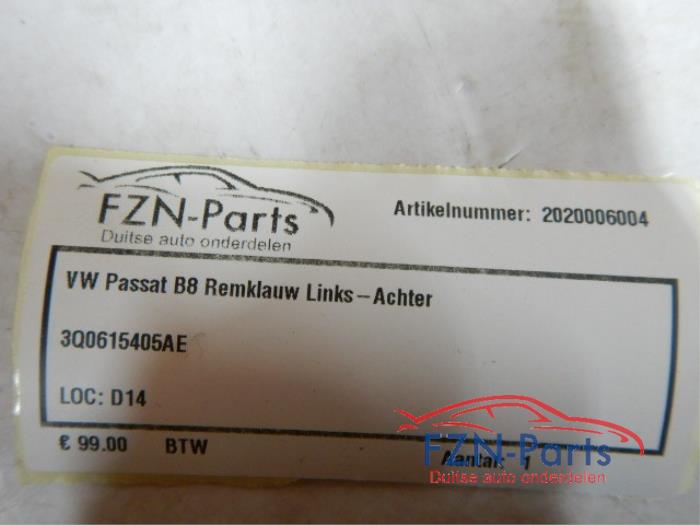 FZN-Parts
Duitse auto onderdelen
Artikelnummer: 2020006004
VW Passat B8 Remklauw Links-Achter
3Q0615405AE
LOC: D14
€ 99.00 BTW
Aantal: 1
FZN-Parts
Duitse auto onderdelen